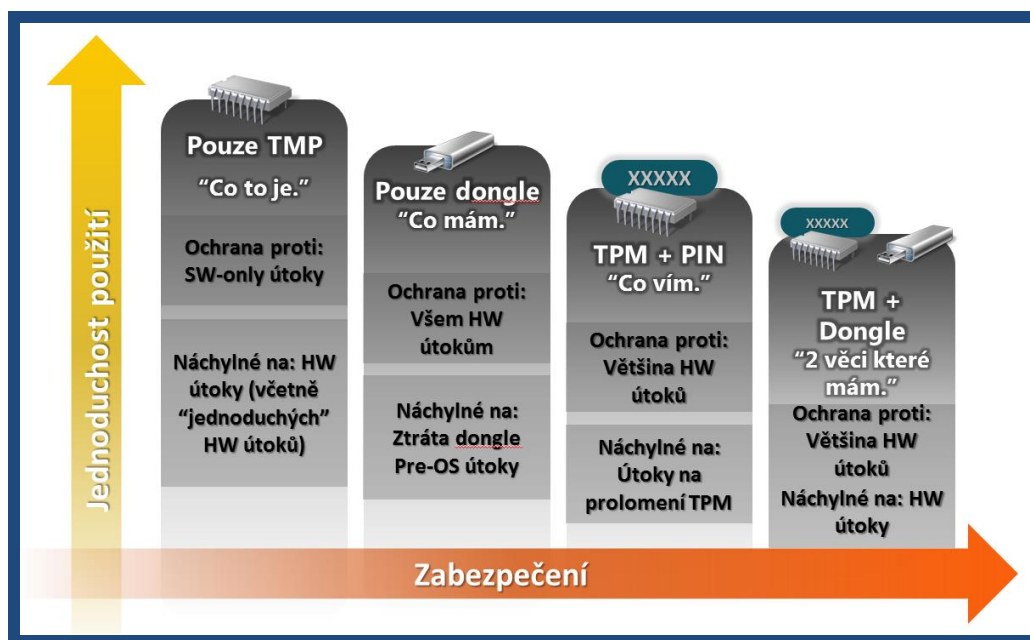 Jednoduchost použití
Pouze TMP
“Co to je.”
Ochrana proti:
SW-only útoky
Náchylné na: HW
útoky (včetně
“jednoduchých”
HW útoků)
Pouze dongle
“Co mám.”
Ochrana proti:
Všem HW
útokům
Náchylné na:
Ztráta dongle
Pre-OS útoky
XXXXX
TPM + PIN
“Co vím.”
Ochrana proti:
Většina HW
útoků
Náchylné na:
Útoky na
prolomení TPM
XXXXX
TPM +
Dongle
“2 věci které
mám.”
Ochrana proti:
Většina HW
útoků
Náchylné na: HW
útoky
Zabezpečení